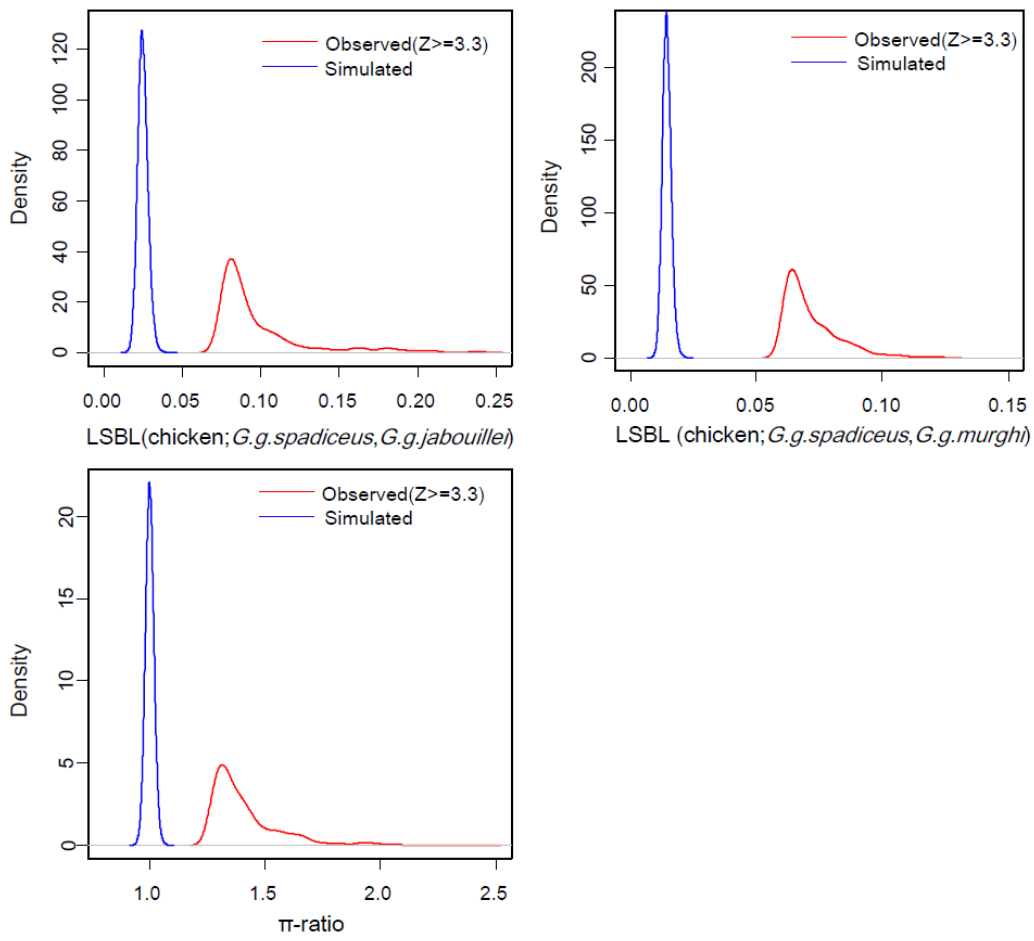 Density
120
100
80
60
40
20
0
Observed(Z>=3.3)
Simulated
0.00 0.05 0.10 0.15 0.20 0.25
LSBL(chicken;G.g.spadiceus,G.g.jabouillei)
Density
200
150
100
50
0
Observed(Z>=3.3)
Simulated
0.00 0.05 0.10 0.15
LSBL (chicken;G.g.spadiceus,G.g.murghi)
Density
20
15
10
5
0
Observed(Z>=3.3)
Simulated
1.0 1.5 2.0 2.5
π-ratio